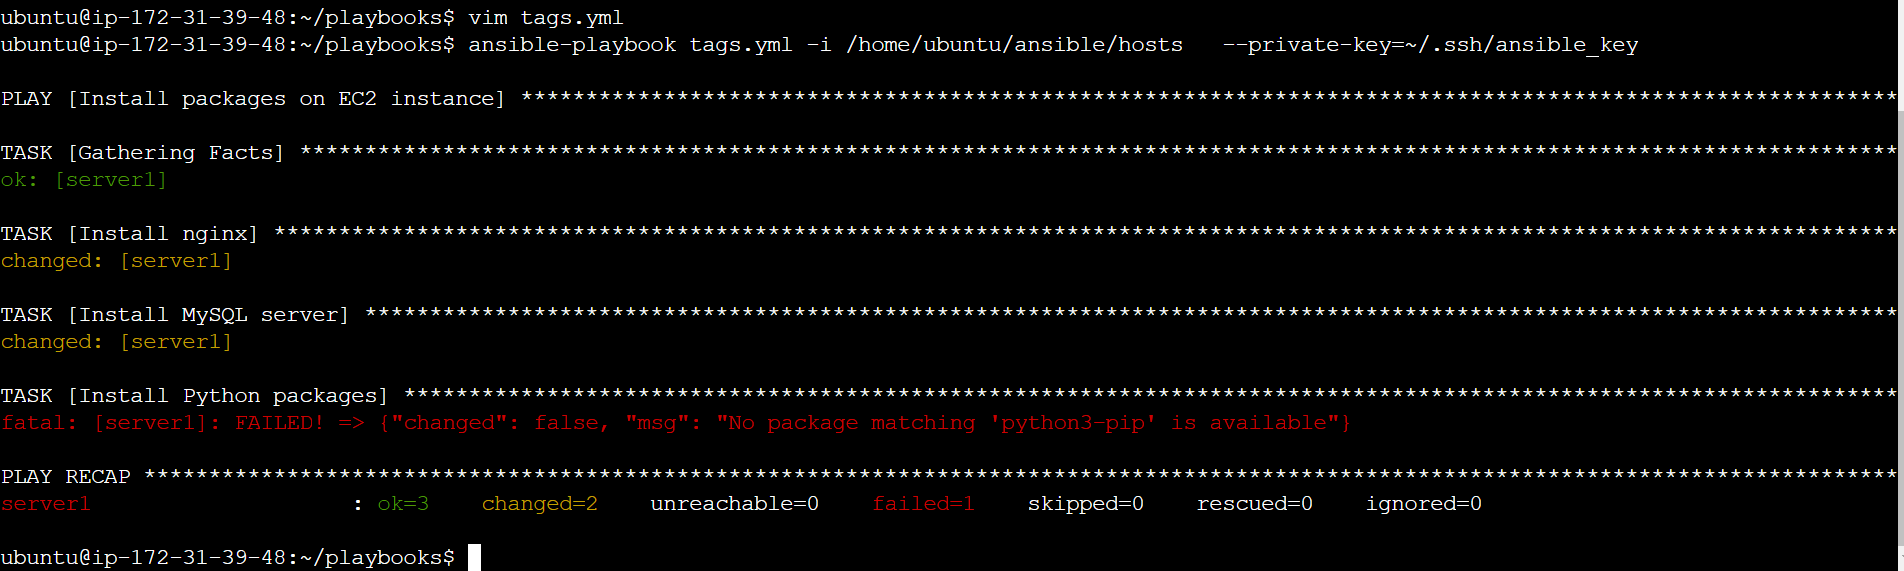 ubuntu@ip-172-31-39-48:~/playbooks$ vim tags.yml
ubuntu@ip-172-31-39-48:~/playbooks$ ansible-playbook tags.yml -i /home/ubuntu/ansible/hosts   --private-key=~/.ssh/ansible_key
PLAY [Install packages on EC2 instance] **********************************************************************************************************
TASK [Gathering Facts] ***************************************************************************************************************************
ok: [server1]
TASK [Install nginx] *****************************************************************************************************************************
changed: [server1]
TASK [Install MySQL server] **********************************************************************************************************************
changed: [server1]
TASK [Install Python packages] *******************************************************************************************************************
fatal: [server1]: FAILED! => {"changed": false, "msg": "No package matching 'python3-pip' is available"}
PLAY RECAP ***************************************************************************************************************************************
server1                    : ok=3    changed=2    unreachable=0    failed=1    skipped=0    rescued=0    ignored=0
ubuntu@ip-172-31-39-48:~/playbooks$